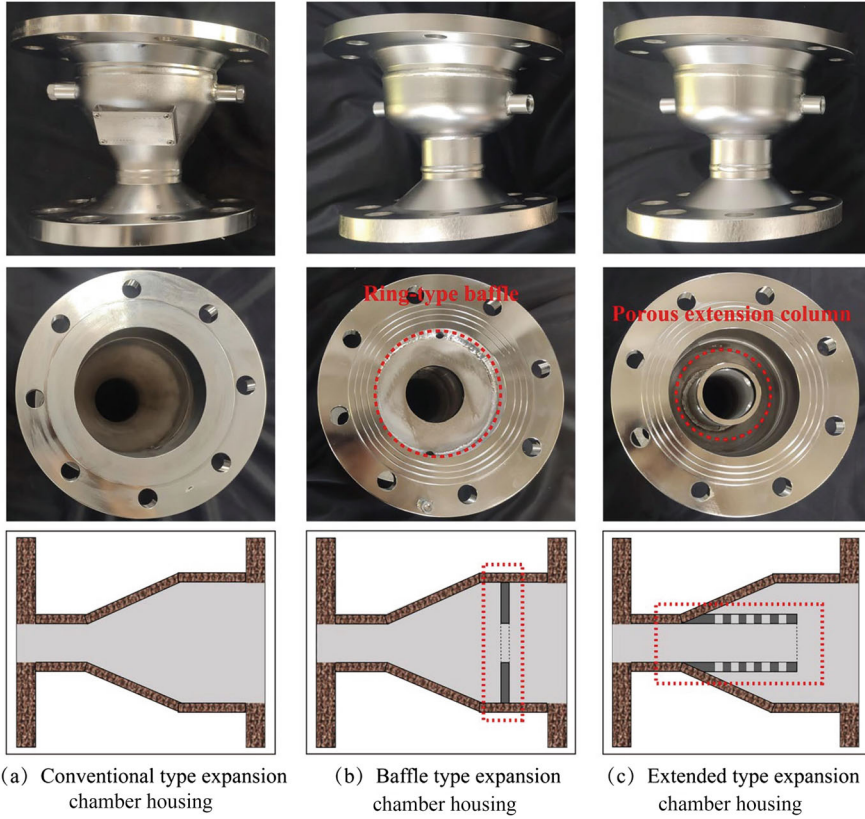 Ring-type baffle
Porous extension column
(a) Conventional type expansion
chamber housing
(b) Baffle type expansion
chamber housing
(c) Extended type expansion
chamber housing